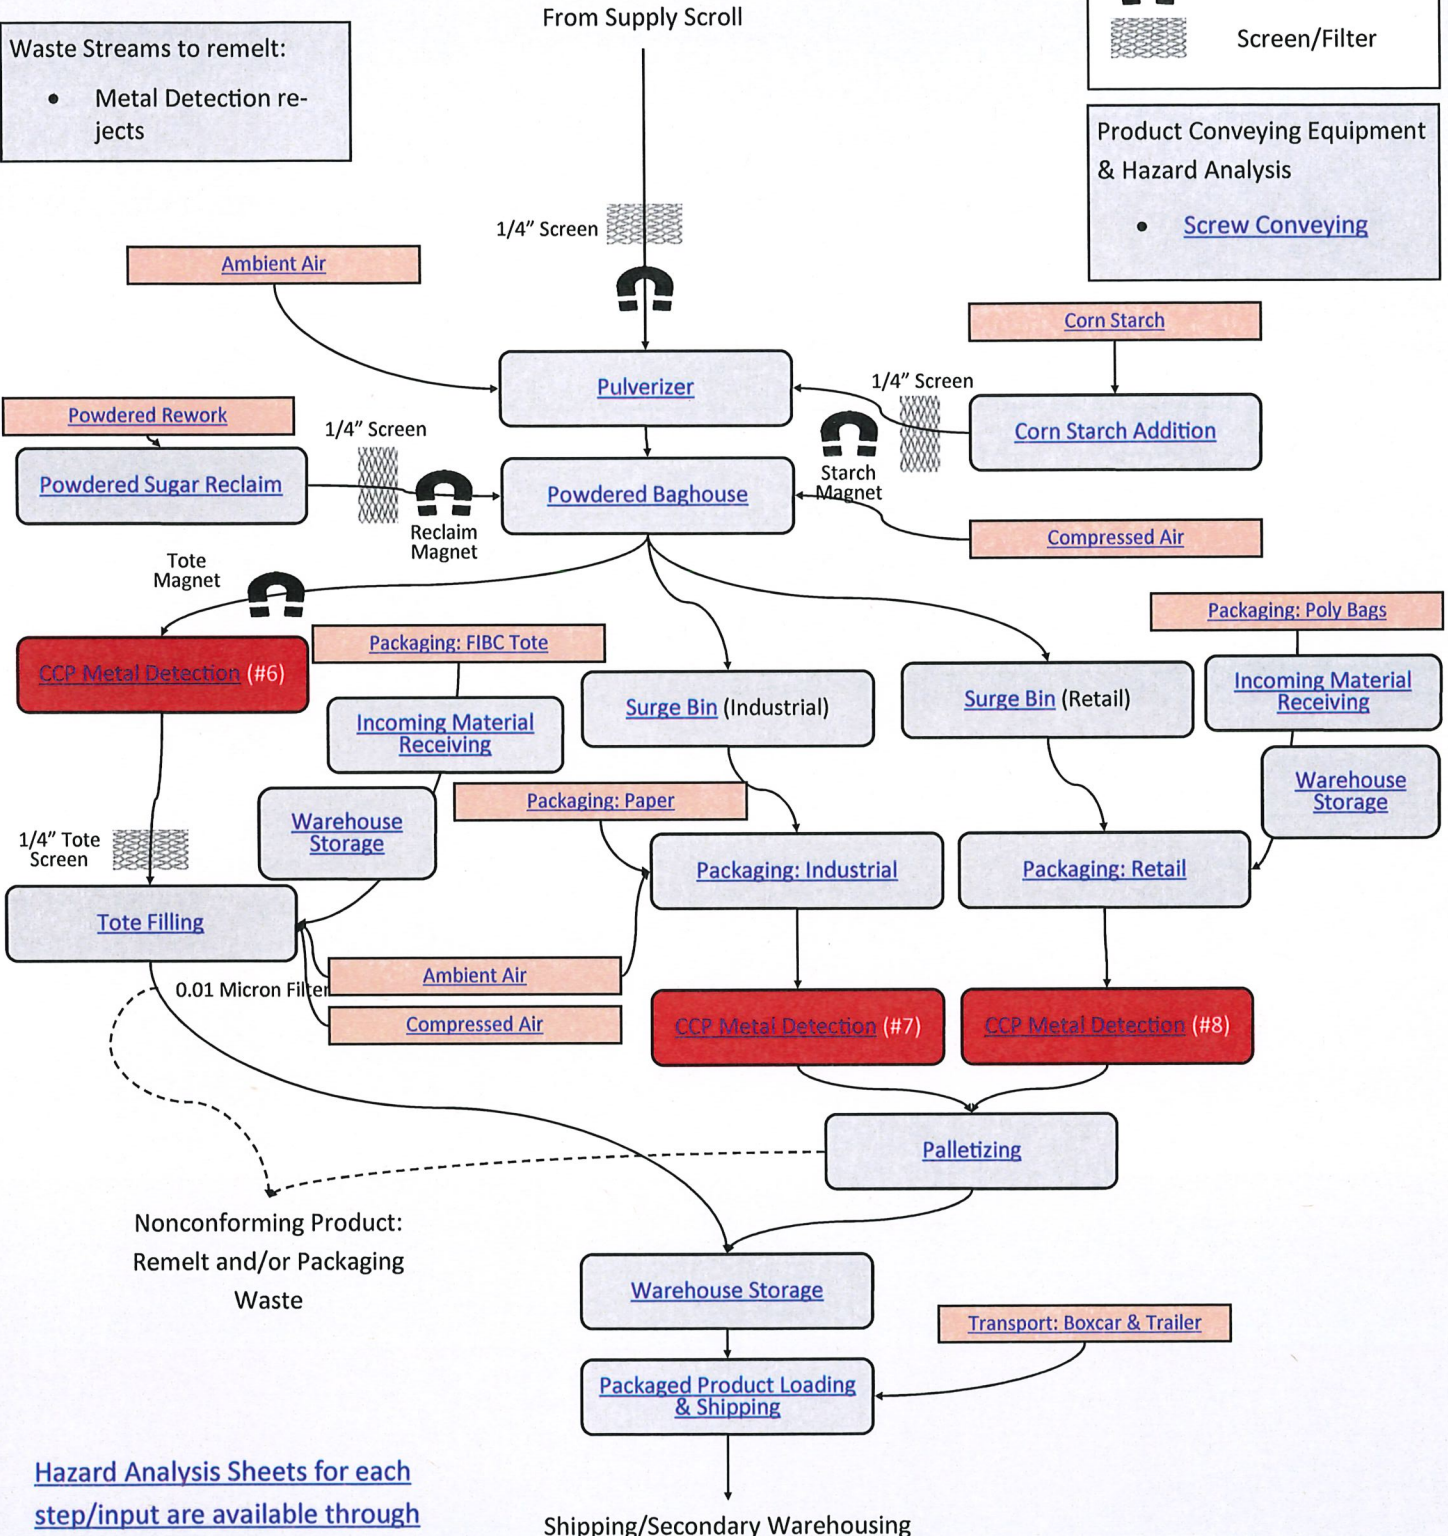 From Supply Scroll
Waste Streams to remelt:
• Metal Detection re-
jects
Screen/Filter
Product Conveying Equipment
& Hazard Analysis
• Screw Conveying
1/4” Screen
Ambient Air
Corn Starch
Pulverizer
1/4” Screen
Powdered Rework
1/4” Screen
Corn Starch Addition
Powdered Sugar Reclaim
Powdered Baghouse
Starch
Magnet
Reclaim
Magnet
Compressed Air
Tote
Magnet
Packaging: Poly Bags
CCP Metal Detection (#6)
Packaging: FIBC Tote
Surge Bin (Industrial)
Surge Bin (Retail)
Incoming Material
Receiving
Incoming Material
Receiving
Warehouse
Storage
Packaging: Paper
Warehouse
Storage
1/4” Tote
Screen
Packaging: Industrial
Packaging: Retail
Tote Filling
Ambient Air
0.01 Micron Filter
Compressed Air
CCP Metal Detection (#7)
CCP Metal Detection (#8)
Palletizing
Nonconforming Product:
Remelt and/or Packaging
Waste
Warehouse Storage
Transport: Boxcar & Trailer
Packaged Product Loading
& Shipping
Hazard Analysis Sheets for each
step/input are available through
Shipping/Secondary Warehousing